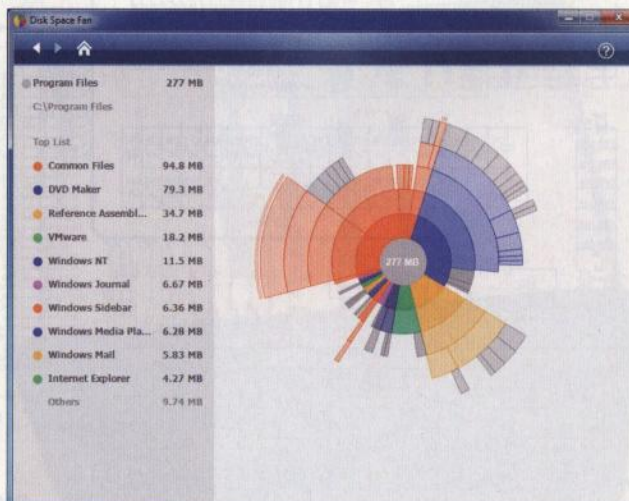 Disk Space Fan
Program Files 277 MB
C:\Program Files
Top List
Common Files 94.8 MB
DVD Maker 79.3 MB
Reference Assembl... 34.7 MB
VMware 18.2 MB
Windows NT 11.5 MB
Windows Journal 6.67 MB
Windows Sidebar 6.36 MB
Windows Media Pla... 6.28 MB
Windows Mail 5.83 MB
Internet Explorer 4.27 MB
Others 9.74 MB
277 MB